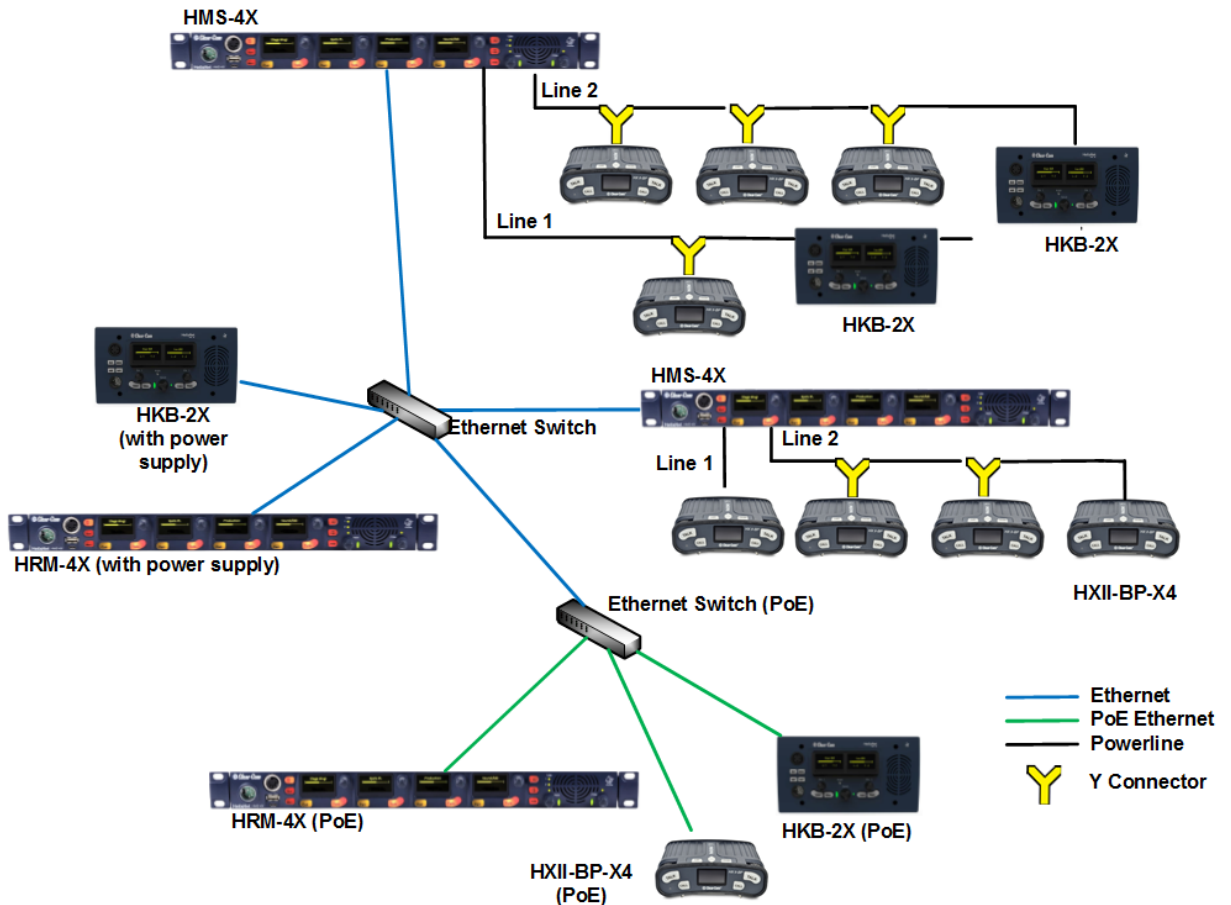 HMS-4X
Line 2
Line 1
HKB-2X
HKB-2X
HMS-4X
HKB-2X
(with power
supply)
Ethernet Switch
Line 2
Line 1
HRM-4X (with power supply)
HXII-BP-X4
Ethernet Switch (PoE)
Ethernet
PoE Ethernet
Powerline
Y Connector
HRM-4X (PoE)
HKB-2X (PoE)
HXII-BP-X4
(PoE)